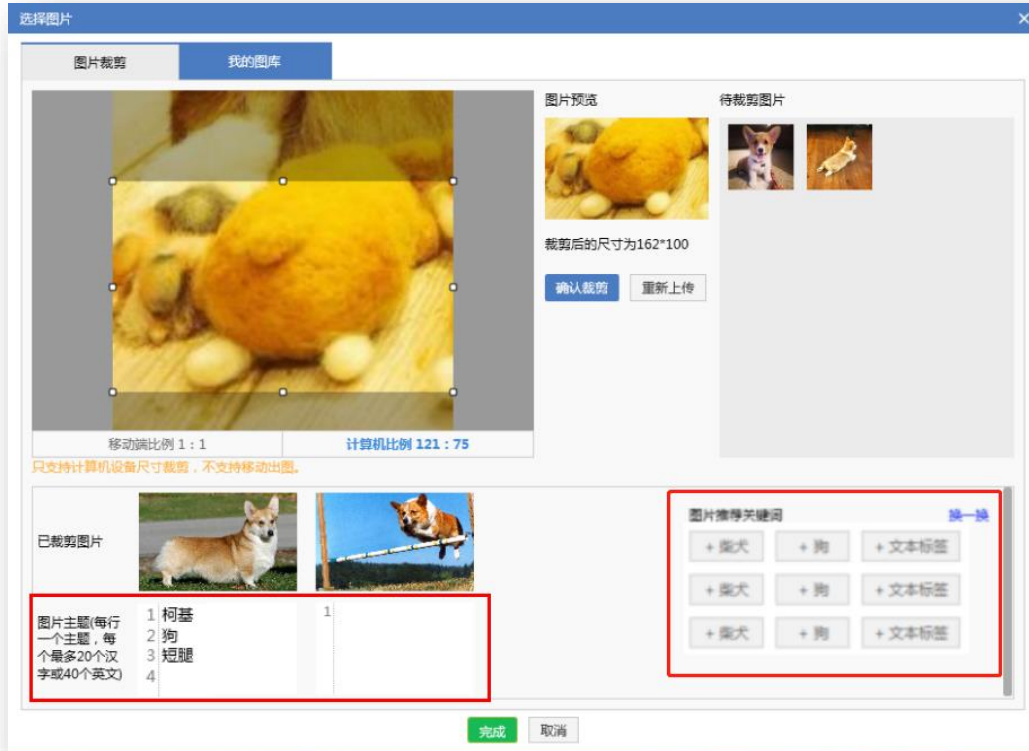 选择图片
图片裁剪
我的图库
图片预览
待裁剪图片
裁剪后的尺寸为162*100
确认裁剪
重新上传
移动端比例 1：1
计算机比例 121：75
只支持计算机设备尺寸裁剪，不支持移动出图。
已裁剪图片
图片推荐关键词
换一换
+ 柴犬
+ 狗
+ 文本标签
+ 柴犬
+ 狗
+ 文本标签
+ 柴犬
+ 狗
+ 文本标签
图片主题(每行
一个主题，每
个最多20个汉
字或40个英文)
1 柯基
2 狗
3 短腿
4
1
完成
取消